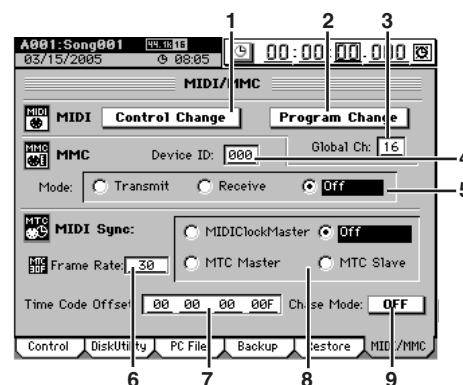 1 2 3
A001:Song001 44.1k 16 00:00:00.000
03/15/2005 08:05
MIDI/MMC
MIDI MIDI Control Change Program Change
MMC MMC Device ID: 000 Global Ch: 16
4
Mode: Transmit Receive Off 5
MTC MIDI Sync: MIDIClockMaster Off
Frame Rate: 30 MTC Master MTC Slave
Time Code Offset 00 00 00 00F Chase Mode: OFF
Control DiskUtility PC File Backup Restore MIDI/MMC
6 7 8 9